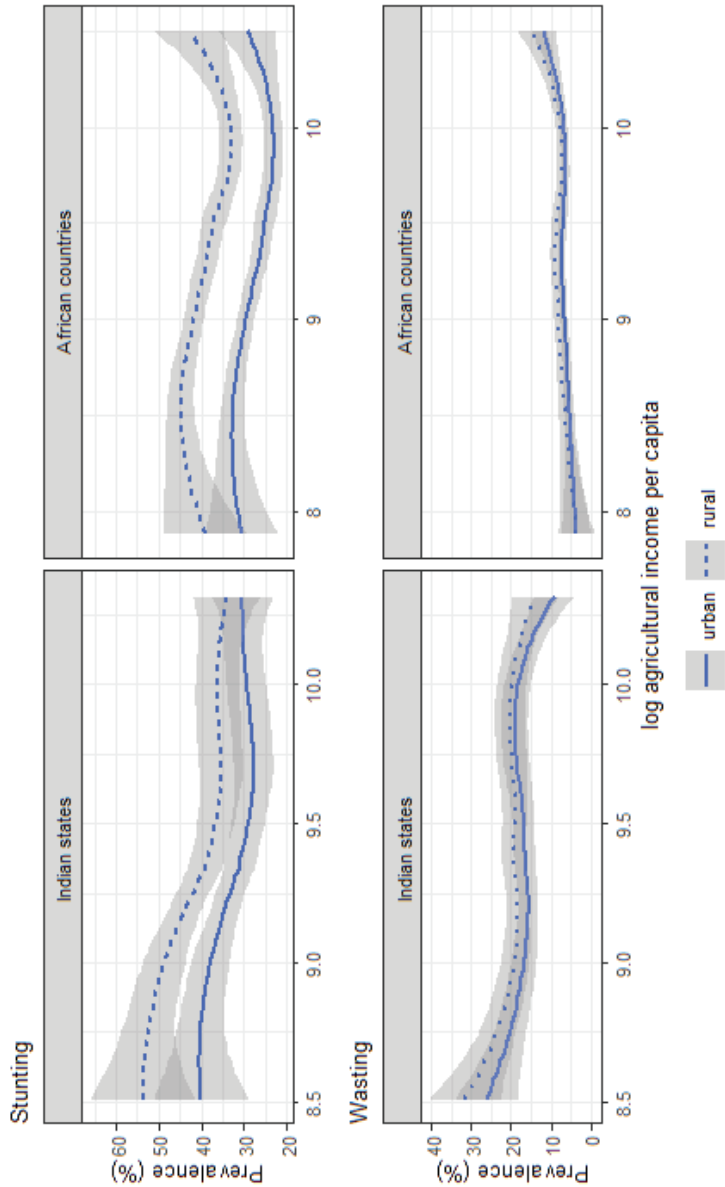 Stunting
Indian states
African countries
Prevalence (%)
60
50
40
30
20
8.5
9.0
9.5
10.0
8
9
10
Wasting
Indian states
African countries
Prevalence (%)
40
30
20
10
0
8.5
9.0
9.5
10.0
8
9
10
log agricultural income per capita
urban
rural